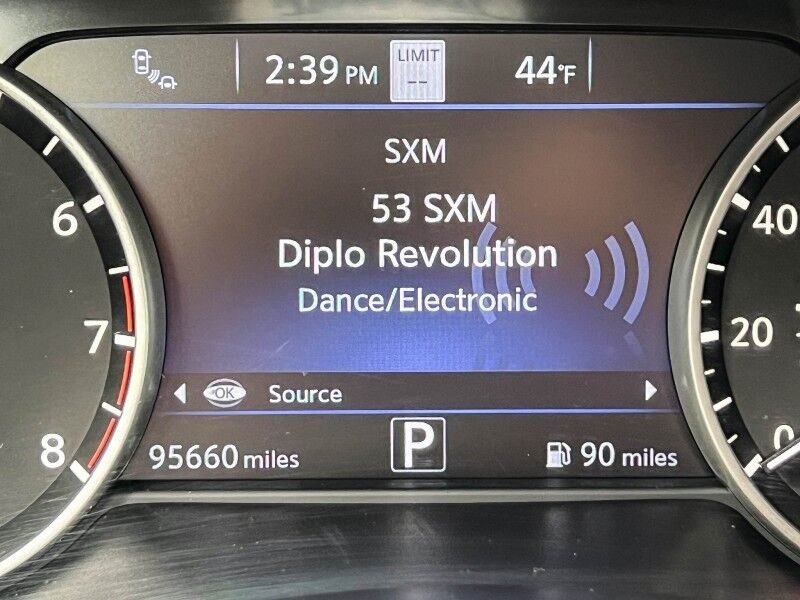 2:39 PM LIMIT -- 44°F
SXM
53 SXM
Diplo Revolution
Dance/Electronic
OK Source
95660 miles P 90 miles
6
7
8
40
20
0